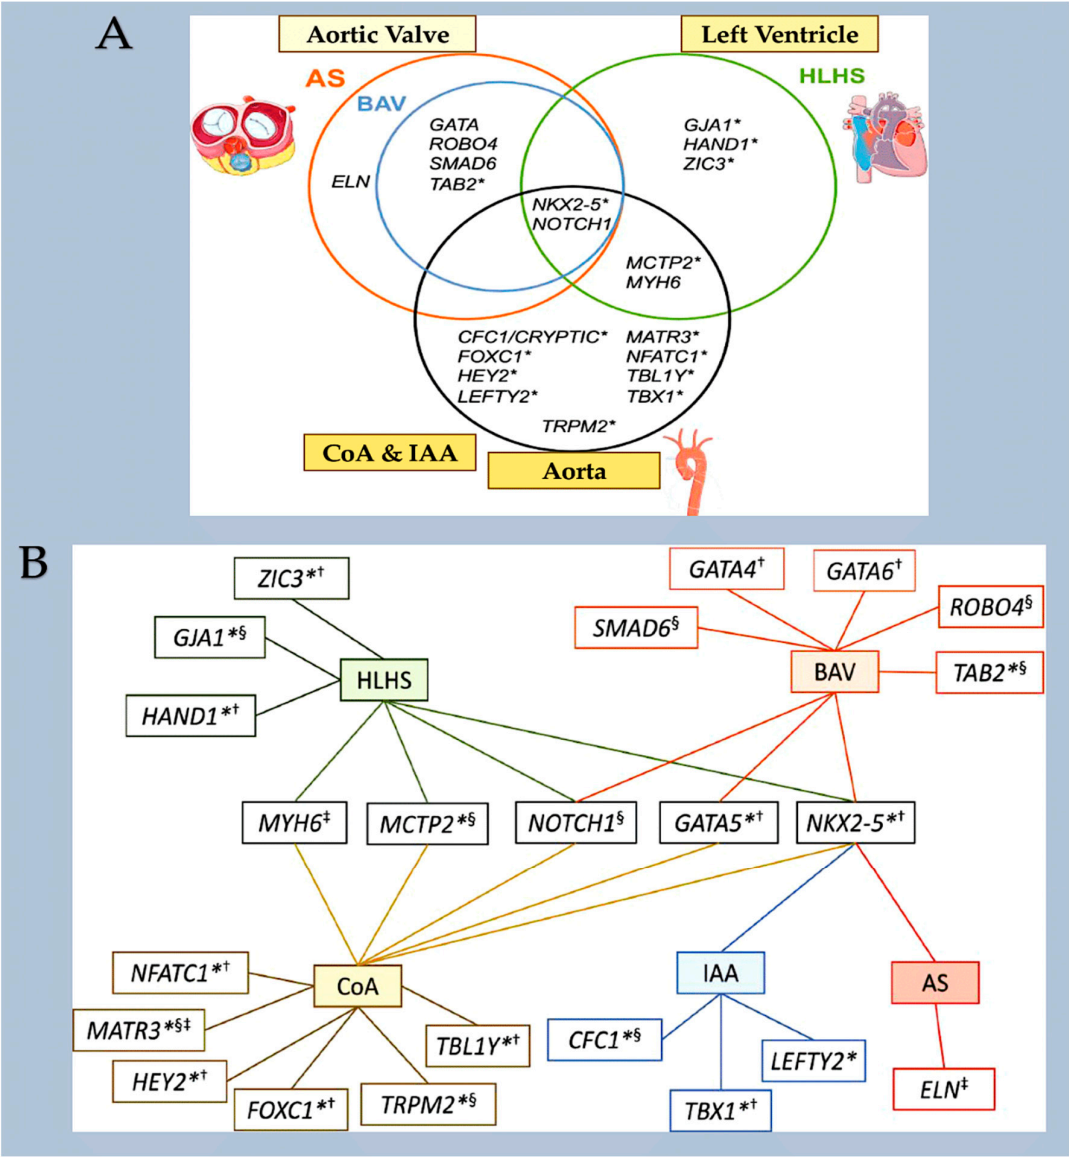 A
Aortic Valve
Left Ventricle
AS
HLHS
BAV
GATA
ROBO4
SMAD6
TAB2*
ELN
GJA1*
HAND1*
ZIC3*
NKX2-5*
NOTCH1
MCTP2*
MYH6
CFC1/CRYPTIC*
FOXC1*
HEY2*
LEFTY2*
MATR3*
NFATC1*
TBL1Y*
TBX1*
TRPM2*
CoA & IAA
Aorta
B
ZIC3*†
GATA4†
GATA6†
ROBO4§
SMAD6§
GJA1*§
HLHS
BAV
TAB2*§
HAND1*†
MYH6‡
MCTP2*§
NOTCH1§
GATA5*†
NKX2-5*†
NFATC1*†
CoA
IAA
AS
MATR3*§‡
TBL1Y*†
CFC1*§
LEFTY2*
HEY2*†
ELN‡
FOXC1*†
TRPM2*§
TBX1*†